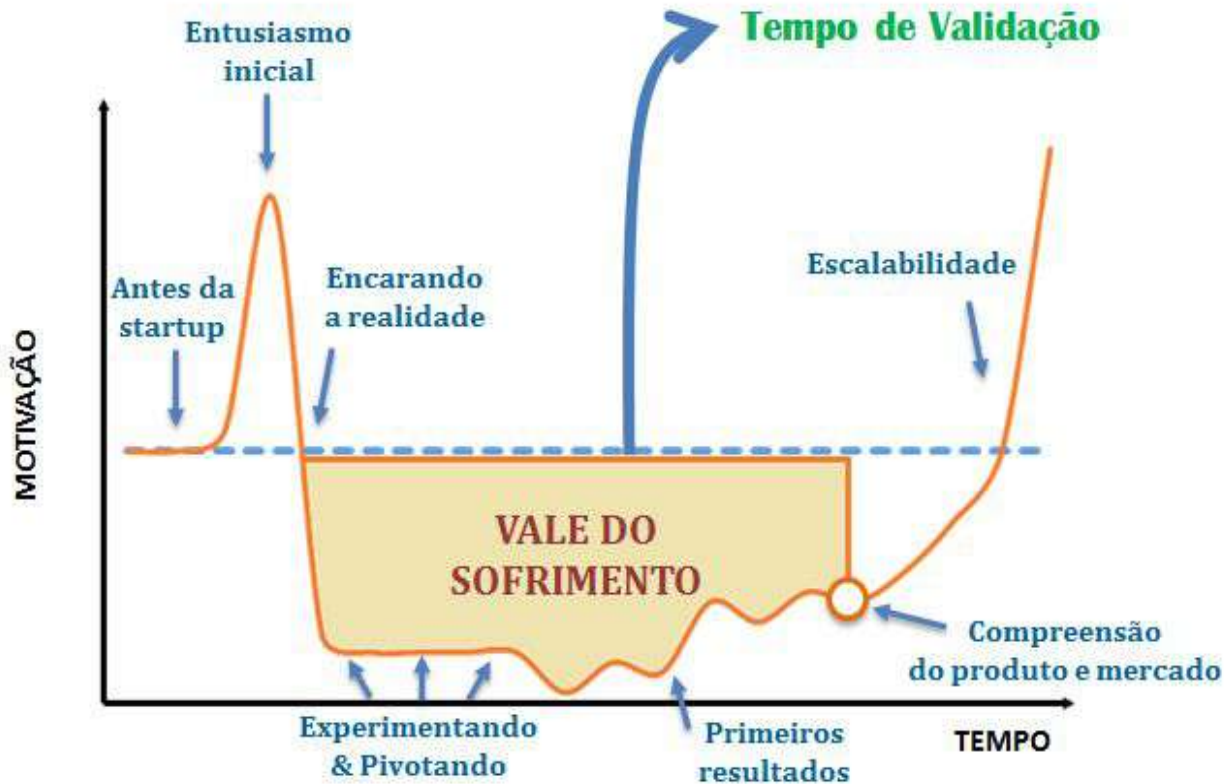 Tempo de Validação
Entusiasmo
inicial
Antes da
startup
Encarando
a realidade
Escalabilidade
MOTIVAÇÃO
VALE DO
SOFRIMENTO
Compreensão
do produto e mercado
Experimentando
& Pivotando
Primeiros
resultados
TEMPO